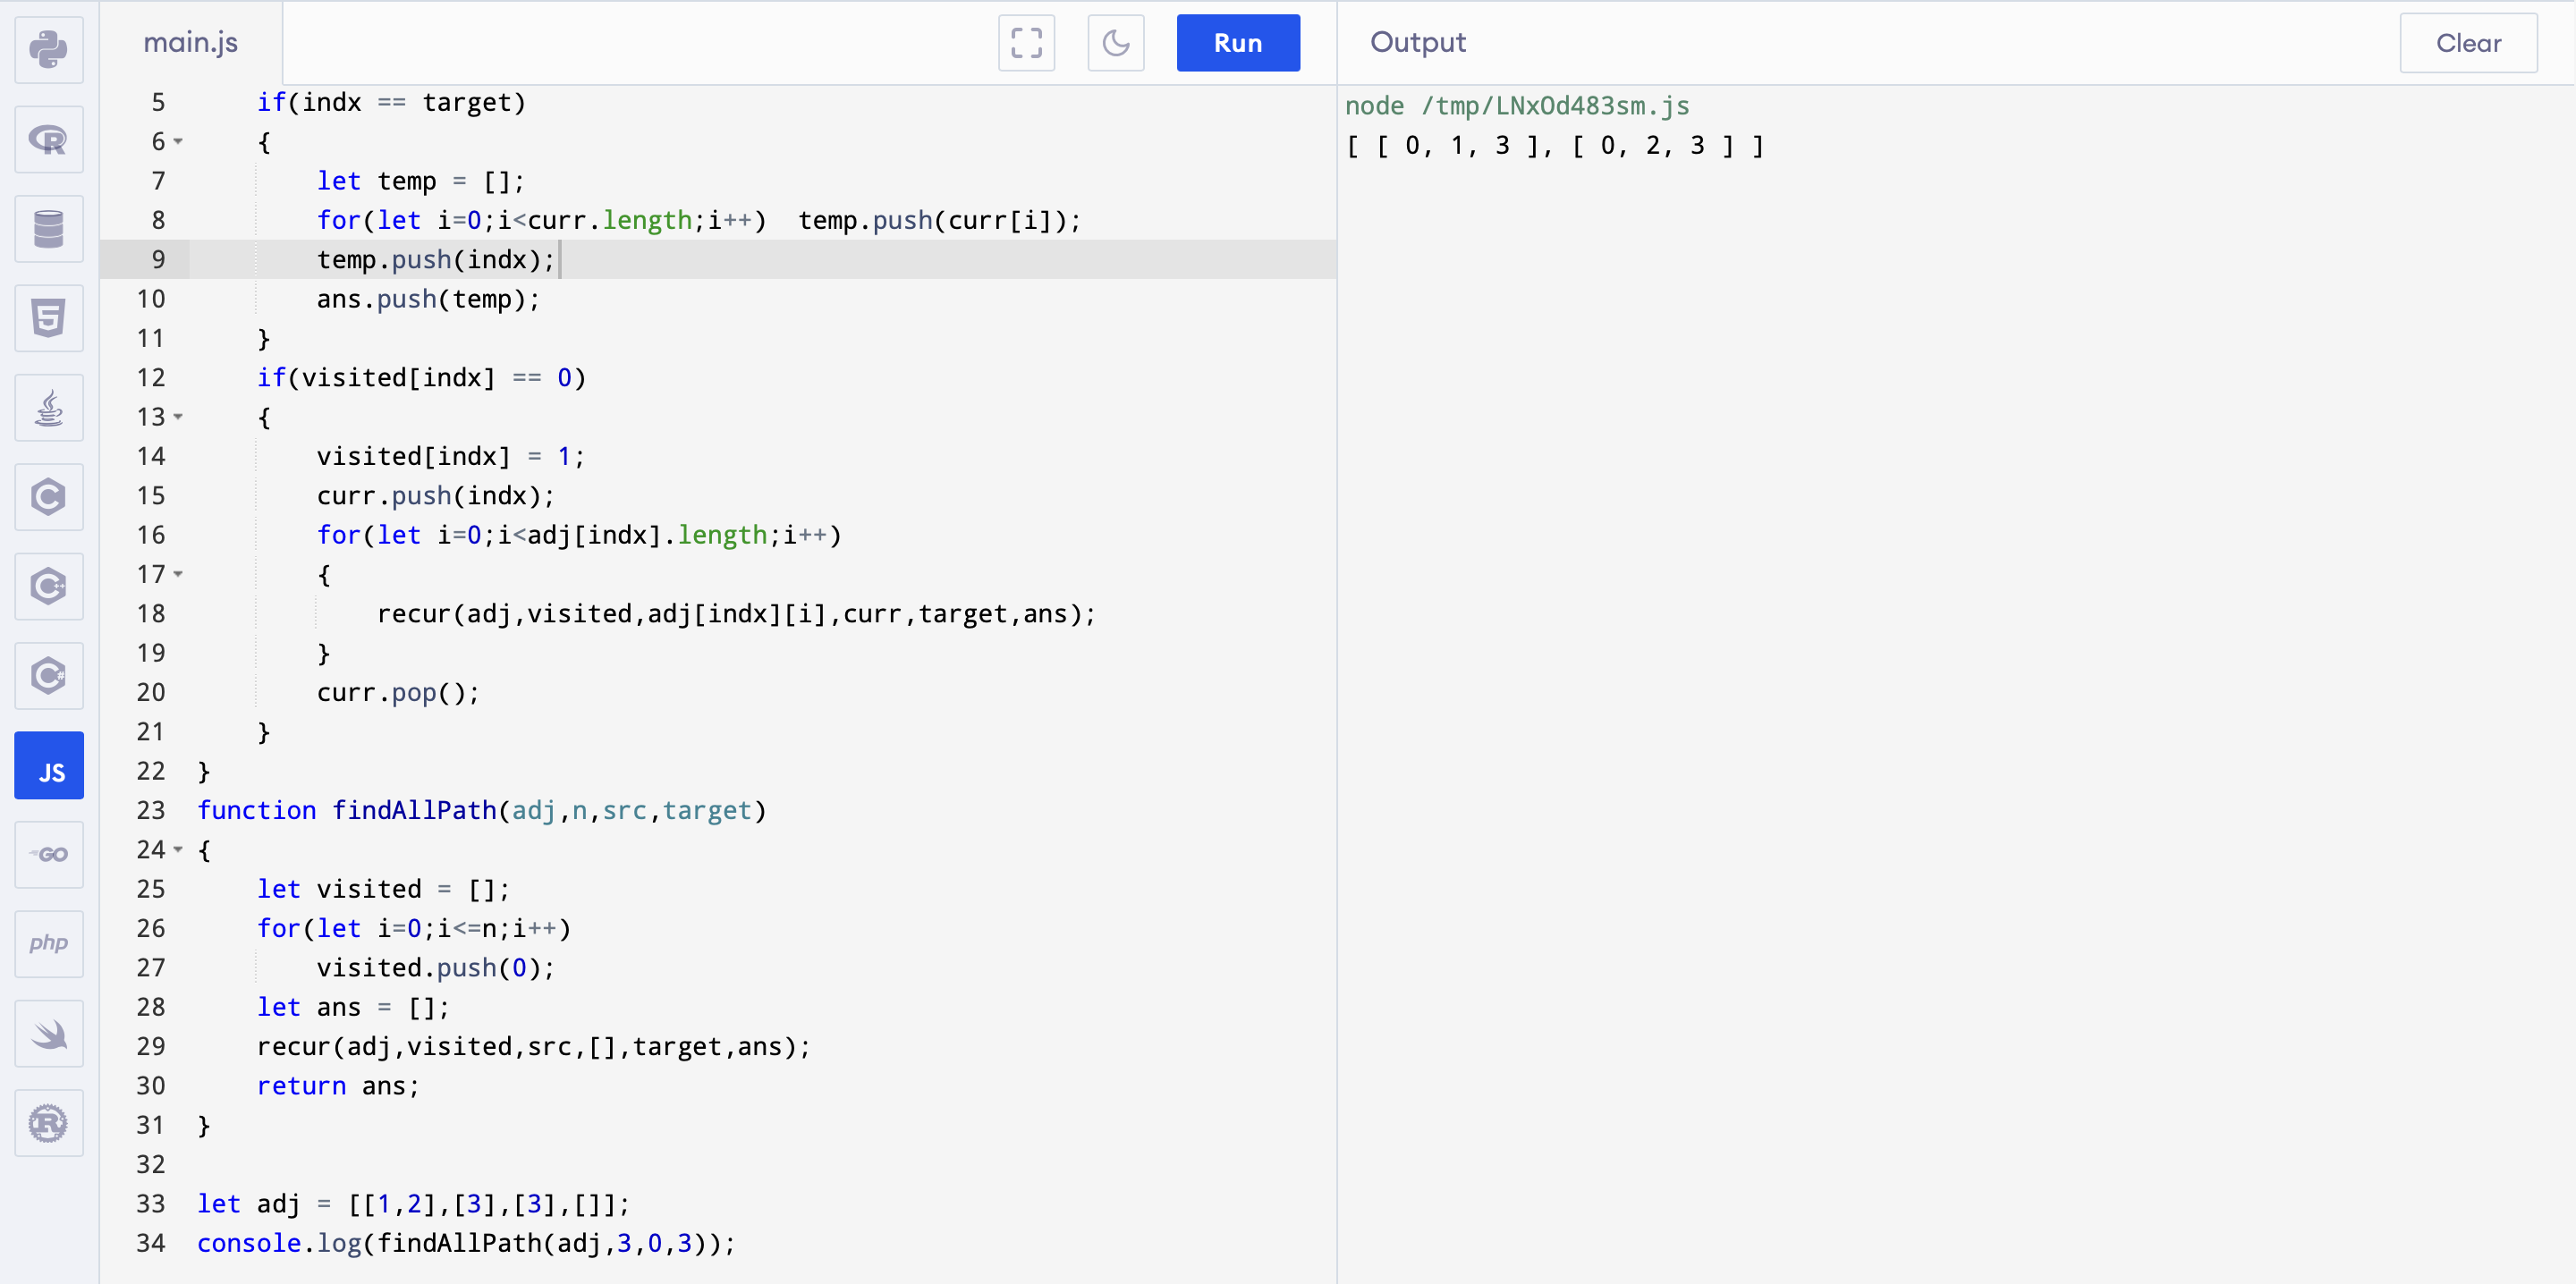 main.js
Run
Output
Clear
5 if(indx == target)
6 {
7 let temp = [];
8 for(let i=0;i<curr.length;i++)  temp.push(curr[i]);
9 temp.push(indx);
10 ans.push(temp);
11 }
12 if(visited[indx] == 0)
13 {
14 visited[indx] = 1;
15 curr.push(indx);
16 for(let i=0;i<adj[indx].length;i++)
17 {
18 recur(adj,visited,adj[indx][i],curr,target,ans);
19 }
20 curr.pop();
21 }
22 }
23 function findAllPath(adj,n,src,target)
24 {
25 let visited = [];
26 for(let i=0;i<=n;i++)
27 visited.push(0);
28 let ans = [];
29 recur(adj,visited,src,[],target,ans);
30 return ans;
31 }
32
33 let adj = [[1,2],[3],[3],[]];
34 console.log(findAllPath(adj,3,0,3));
node /tmp/LNxOd483sm.js
[ [ 0, 1, 3 ], [ 0, 2, 3 ] ]
R
5
C
C++
C#
JS
GO
php
R